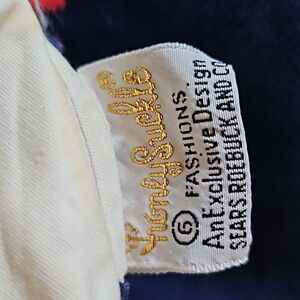 Honey Suckle
6 FASHIONS.
An Exclusive Design
SEARS ROEBUCK AND CO